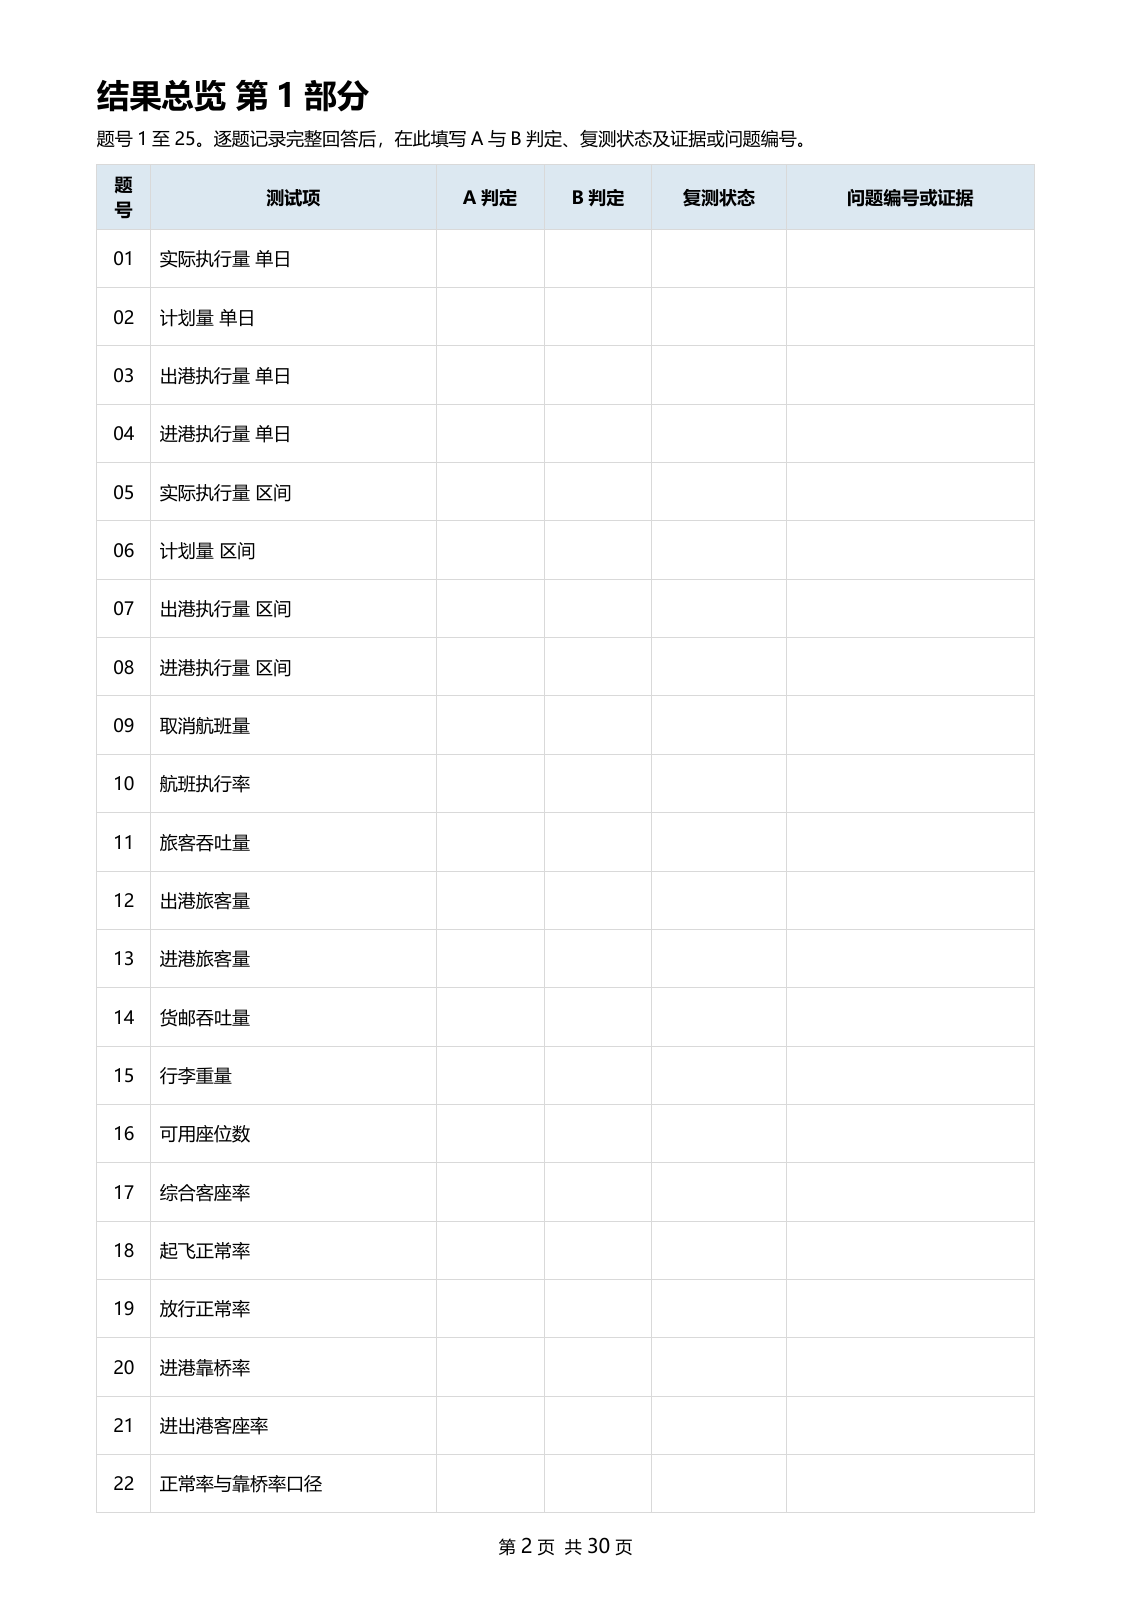 结果总览 第 1 部分
题号 1 至 25。逐题记录完整回答后，在此填写 A 与 B 判定、复测状态及证据或问题编号。
题号 测试项 A 判定 B 判定 复测状态 问题编号或证据
01 实际执行量 单日
02 计划量 单日
03 出港执行量 单日
04 进港执行量 单日
05 实际执行量 区间
06 计划量 区间
07 出港执行量 区间
08 进港执行量 区间
09 取消航班量
10 航班执行率
11 旅客吞吐量
12 出港旅客量
13 进港旅客量
14 货邮吞吐量
15 行李重量
16 可用座位数
17 综合客座率
18 起飞正常率
19 放行正常率
20 进港靠桥率
21 进出港客座率
22 正常率与靠桥率口径
第 2 页 共 30 页